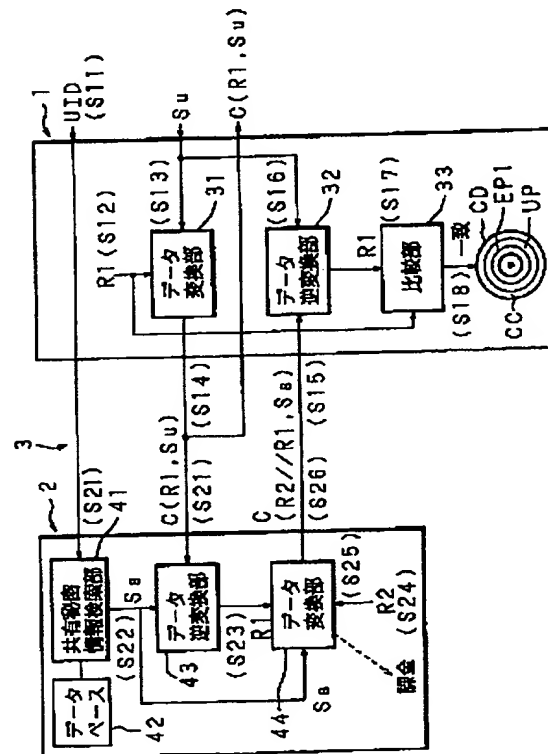 3
2
(S21)
41
共有秘密
情報検索部
データ
ベース
42
(S22)
SB
C(R1,Su)
(S21)
データ
逆変換部
43
(S23)
R1
SB
データ
変換部
44
(S25)
R2
(S24)
課金
C
(R2//R1,SB)
(S26)
(S15)
(S14)
1
UID
(S11)
R1(S12)
(S13)
Su
C(R1,Su)
データ
変換部
31
(S16)
データ
逆変換部
32
R1
(S17)
比較部
33
(S18)
一致
CD
EP1
UP
CC